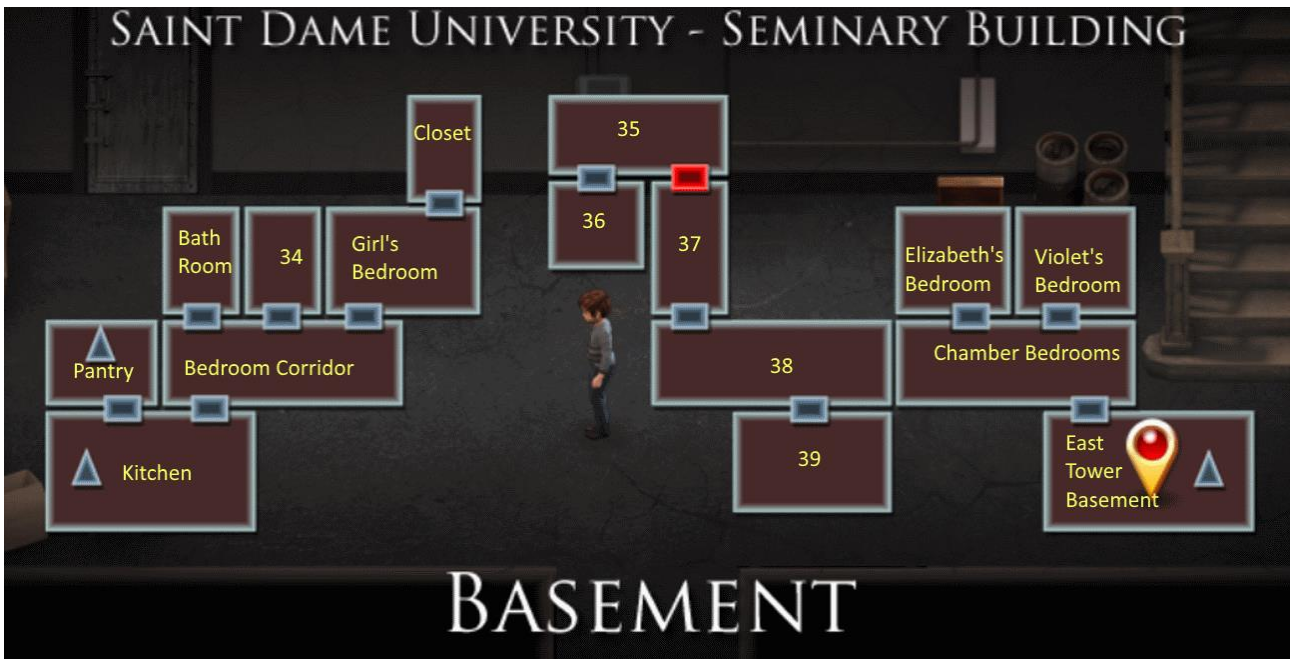 SAINT DAME UNIVERSITY - SEMINARY BUILDING
Closet
35
Bath
Room
34
Girl's
Bedroom
36
37
Elizabeth's
Bedroom
Violet's
Bedroom
Pantry
Bedroom Corridor
38
Chamber Bedrooms
Kitchen
39
East
Tower
Basement
BASEMENT